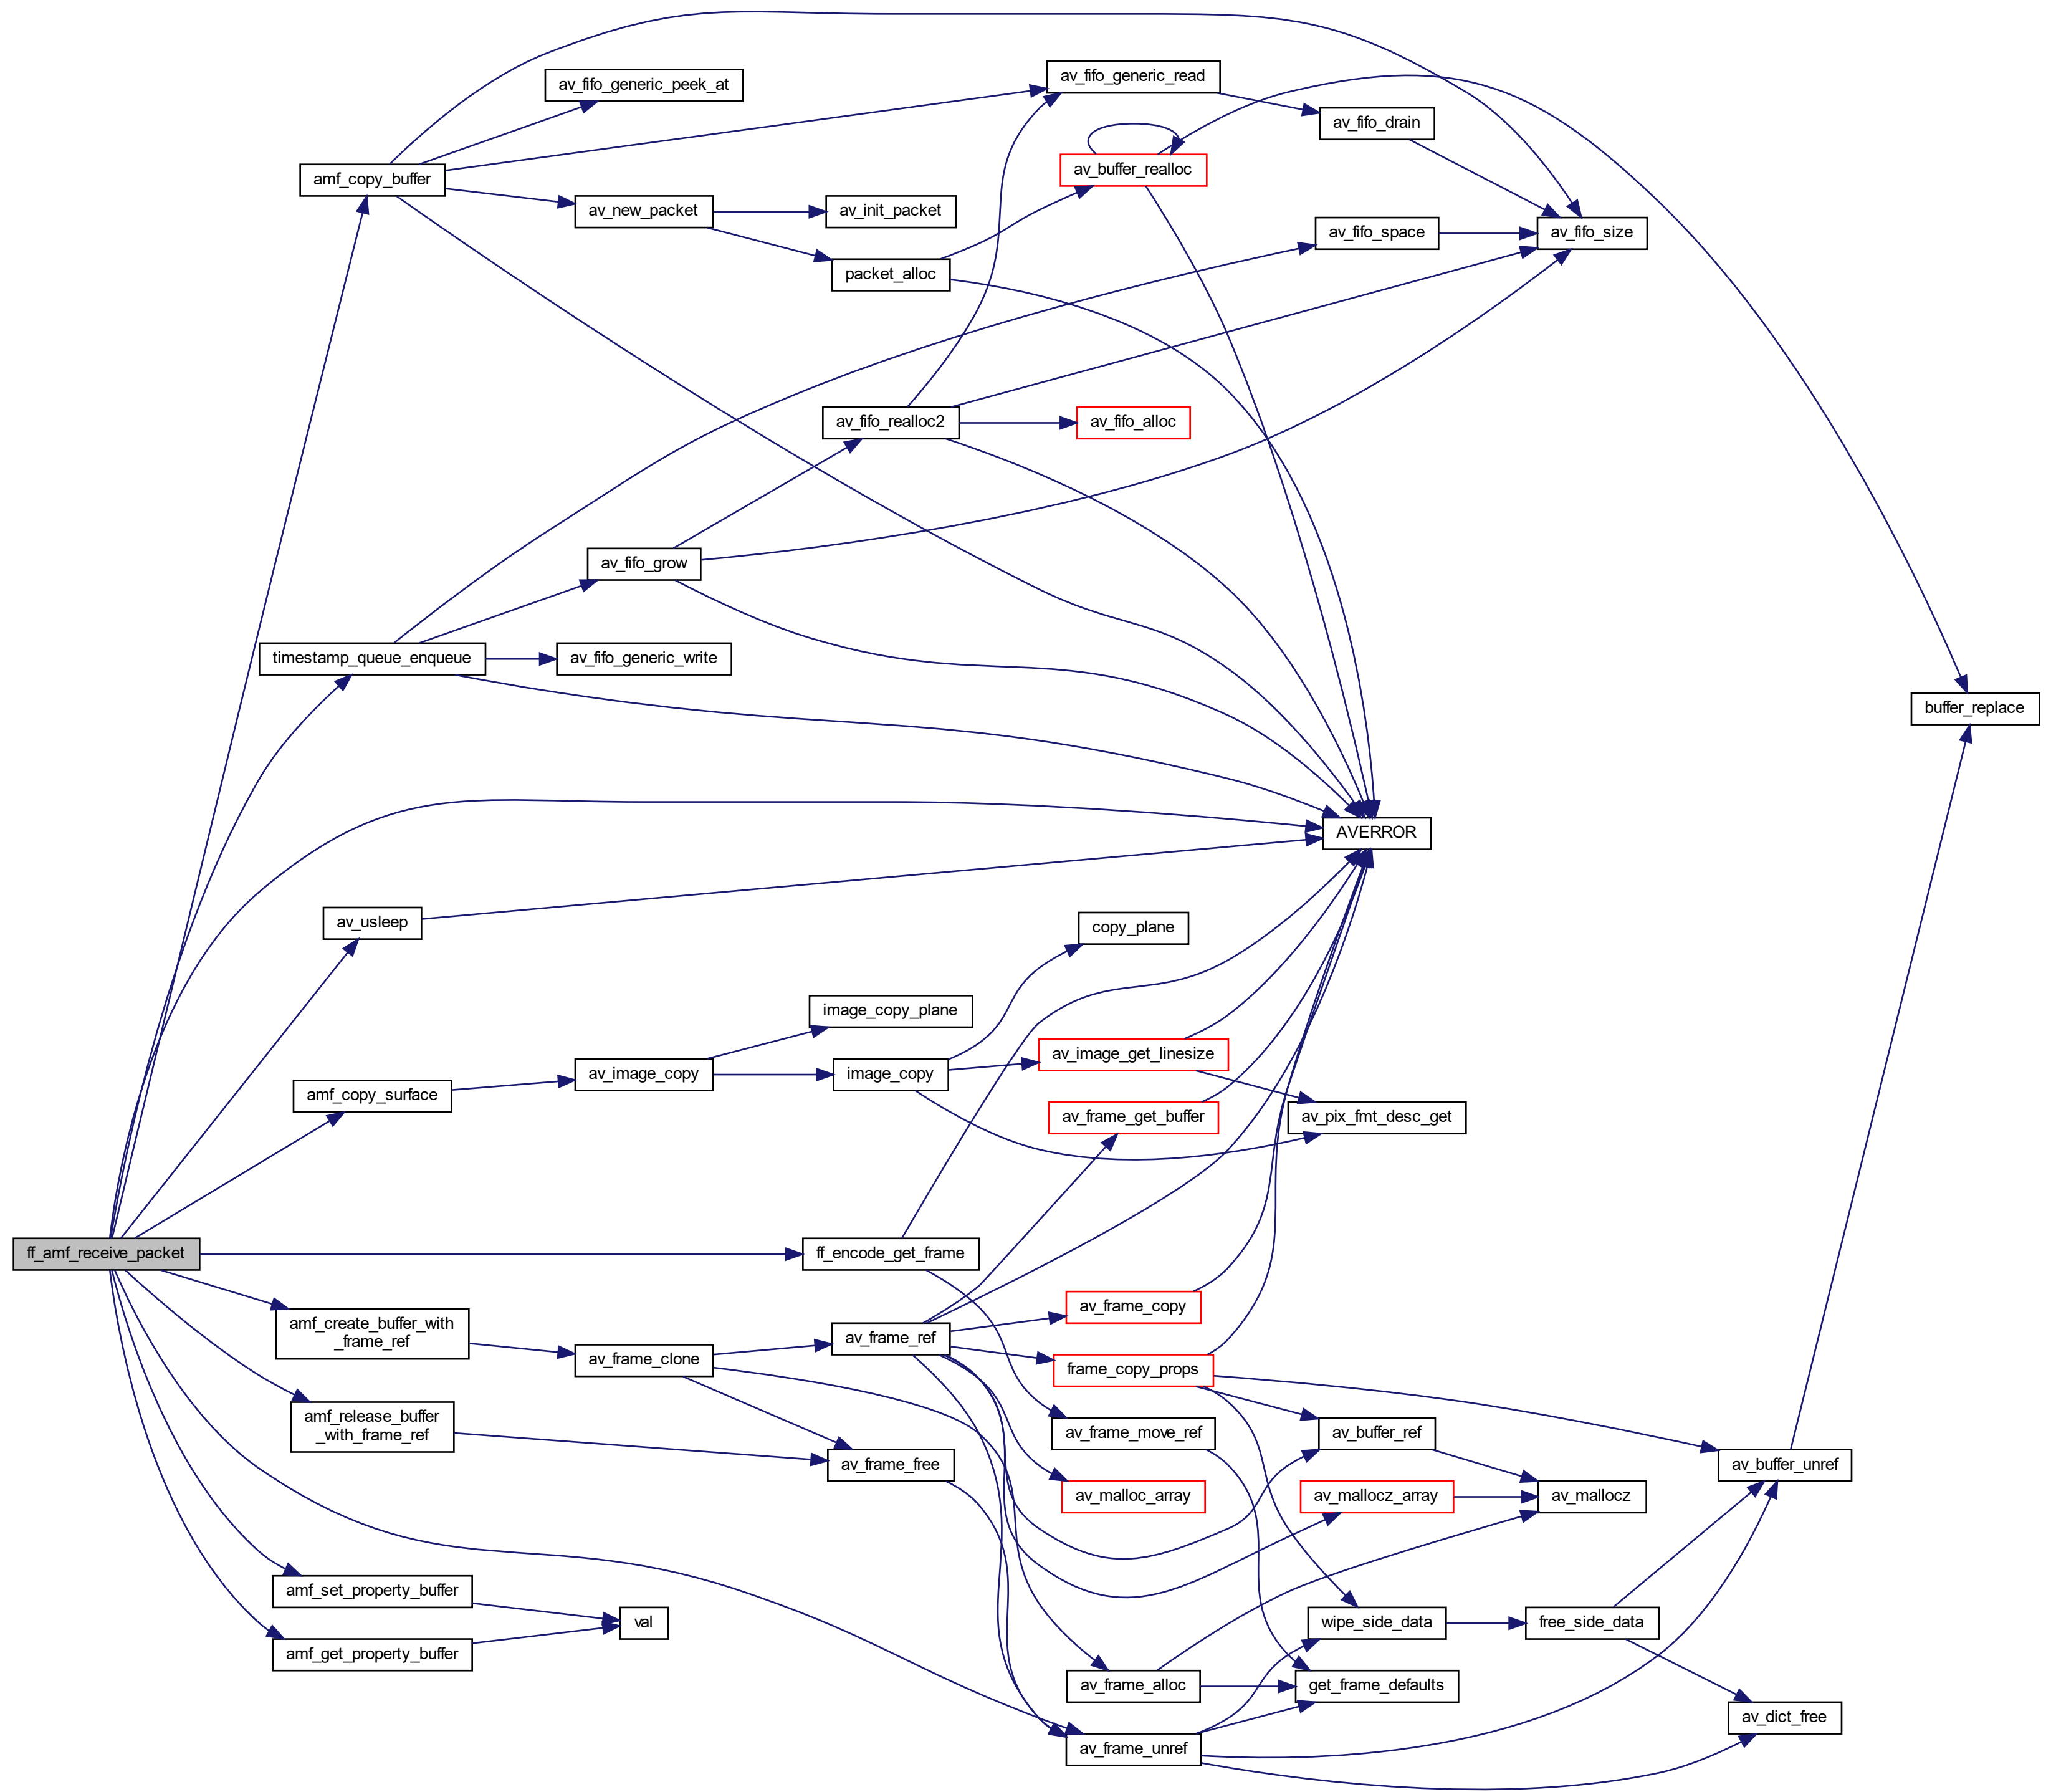 av_fifo_generic_read
av_fifo_generic_peek_at
av_fifo_drain
av_buffer_realloc
amf_copy_buffer
av_new_packet
av_init_packet
av_fifo_space
av_fifo_size
packet_alloc
av_fifo_realloc2
av_fifo_alloc
av_fifo_grow
timestamp_queue_enqueue
av_fifo_generic_write
buffer_replace
AVERROR
av_usleep
copy_plane
image_copy_plane
av_image_get_linesize
av_image_copy
image_copy
amf_copy_surface
av_frame_get_buffer
av_pix_fmt_desc_get
ff_amf_receive_packet
ff_encode_get_frame
av_frame_copy
amf_create_buffer_with
_frame_ref
av_frame_ref
av_frame_clone
frame_copy_props
amf_release_buffer
_with_frame_ref
av_frame_move_ref
av_buffer_ref
av_frame_free
av_buffer_unref
av_malloc_array
av_mallocz_array
av_mallocz
amf_set_property_buffer
val
wipe_side_data
free_side_data
amf_get_property_buffer
av_frame_alloc
get_frame_defaults
av_dict_free
av_frame_unref